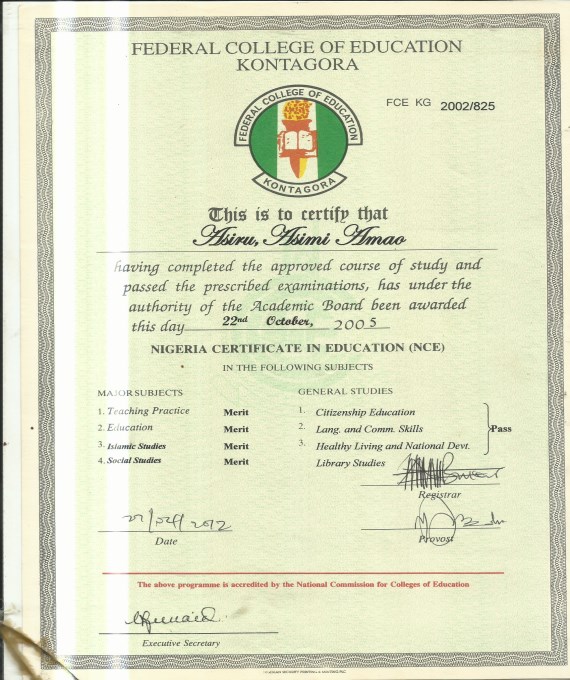 FEDERAL COLLEGE OF EDUCATION
KONTAGORA
FCE KG 2002/825
FEDERAL COLLEGE OF EDUCATION
KONTAGORA
This is to certify that
Asiru, Asimi Amao
having completed the approved course of study and
passed the prescribed examinations, has under the
authority of the Academic Board been awarded
this day 22nd October, 2005
NIGERIA CERTIFICATE IN EDUCATION (NCE)
IN THE FOLLOWING SUBJECTS
MAJOR SUBJECTS
1. Teaching Practice Merit
2. Education Merit
3. Islamic Studies Merit
4. Social Studies Merit
GENERAL STUDIES
1. Citizenship Education
2. Lang. and Comm. Skills
3. Healthy Living and National Devt.
Library Studies
Pass
Registrar
Date
Provost
The above programme is accredited by the National Commission for Colleges of Education
Executive Secretary